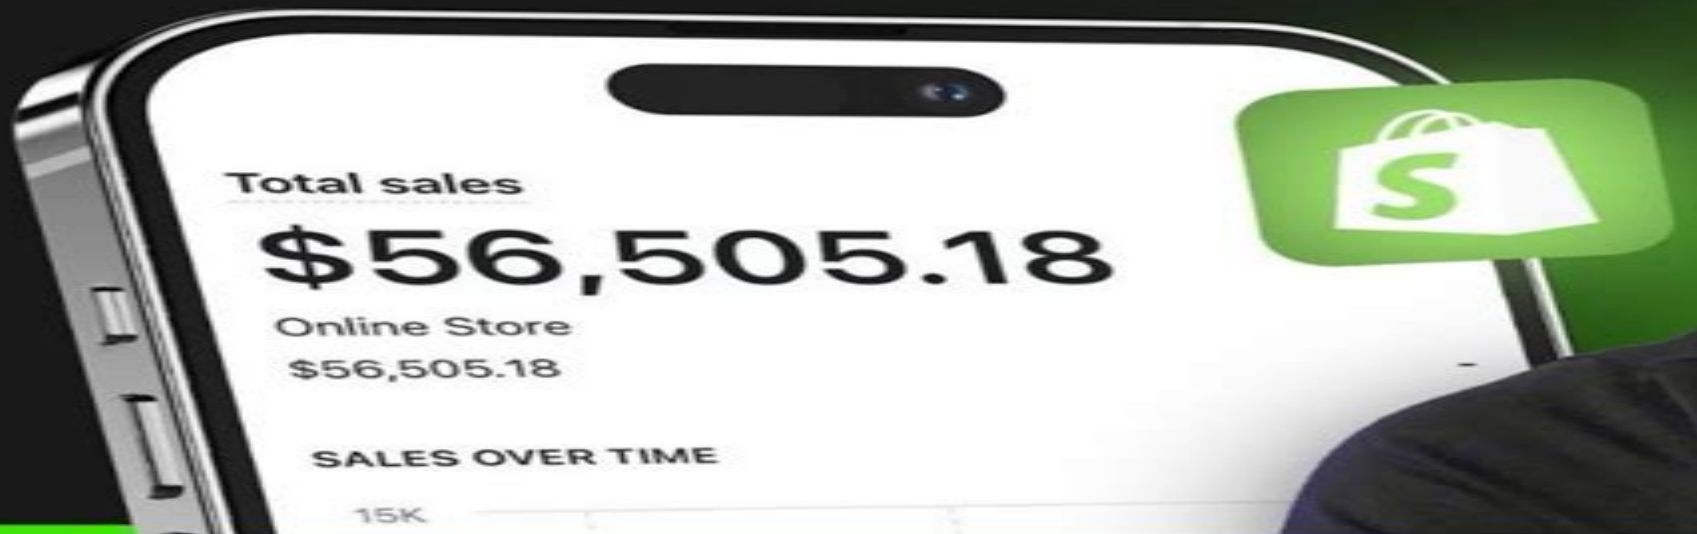 Total sales
$56,505.18
Online Store
$56,505.18
-
SALES OVER TIME
15K
S